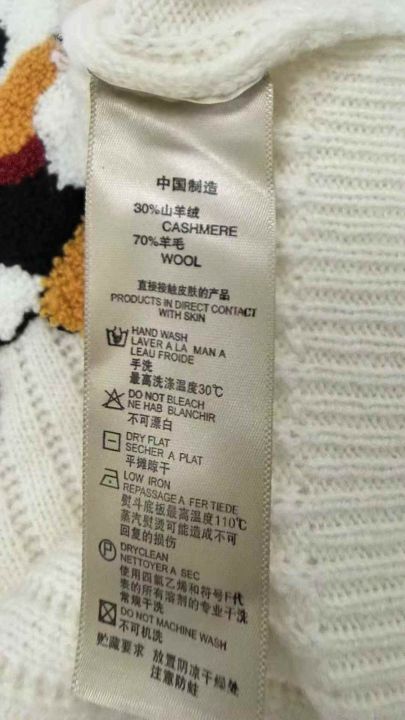 中国制造
30%山羊绒
CASHMERE
70%羊毛
WOOL
直接接触皮肤的产品
PRODUCTS IN DIRECT CONTACT
WITH SKIN
HAND WASH
LAVER A LA MAN A
LEAU FROIDE
手洗
最高洗涤温度30℃
DO NOT BLEACH
NE HAB BLANCHIR
不可漂白
DRY FLAT
SECHER A PLAT
平摊晾干
LOW IRON
REPASSAGE A FER TIEDE
熨斗底板最高温度110℃
蒸汽熨烫可能造成不可
回复的损伤
P
DRYCLEAN
NETTOYER A SEC
使用四氯乙烯和符号F代
表的所有溶剂的专业干洗
常规干洗
DO NOT MACHINE WASH
不可机洗
贮藏要求 放置阴凉干燥处
注意防蛀